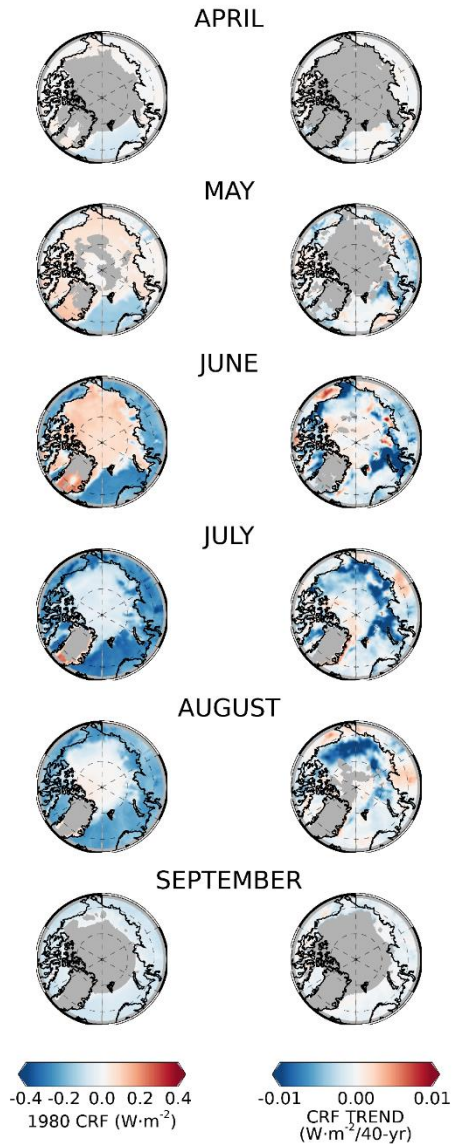 APRIL
MAY
JUNE
JULY
AUGUST
SEPTEMBER
-0.4 -0.2 0.0 0.2 0.4
1980 CRF (W·m⁻²)
-0.01 0.00 0.01
CRF TREND
(W·m⁻²/40-yr)